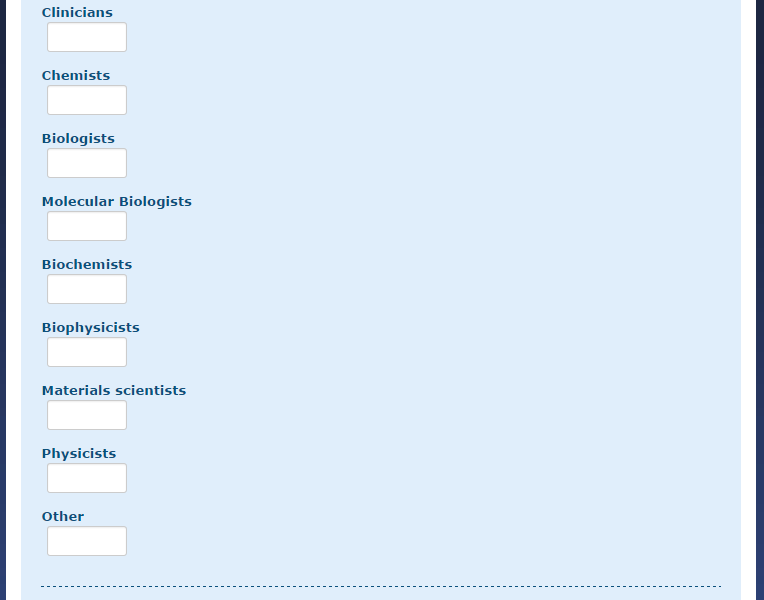 Clinicians
Chemists
Biologists
Molecular Biologists
Biochemists
Biophysicists
Materials scientists
Physicists
Other